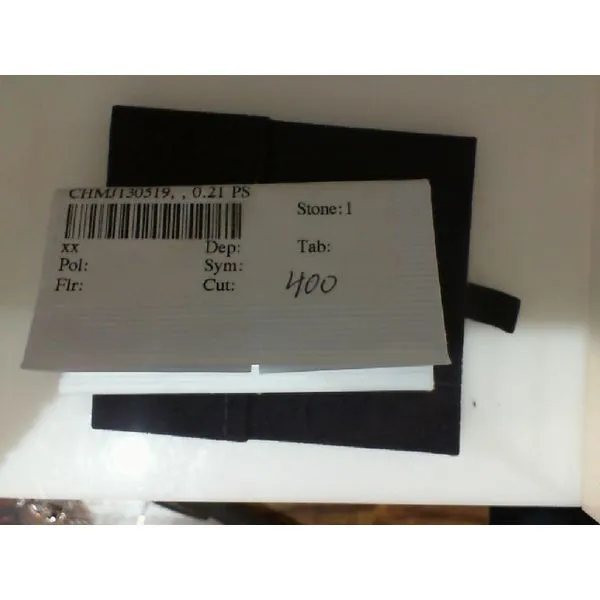 CHMJ130519, , 0.21 PS
Stone: 1
xx Dep: Tab:
Pol: Sym:
Flr: Cut: 400